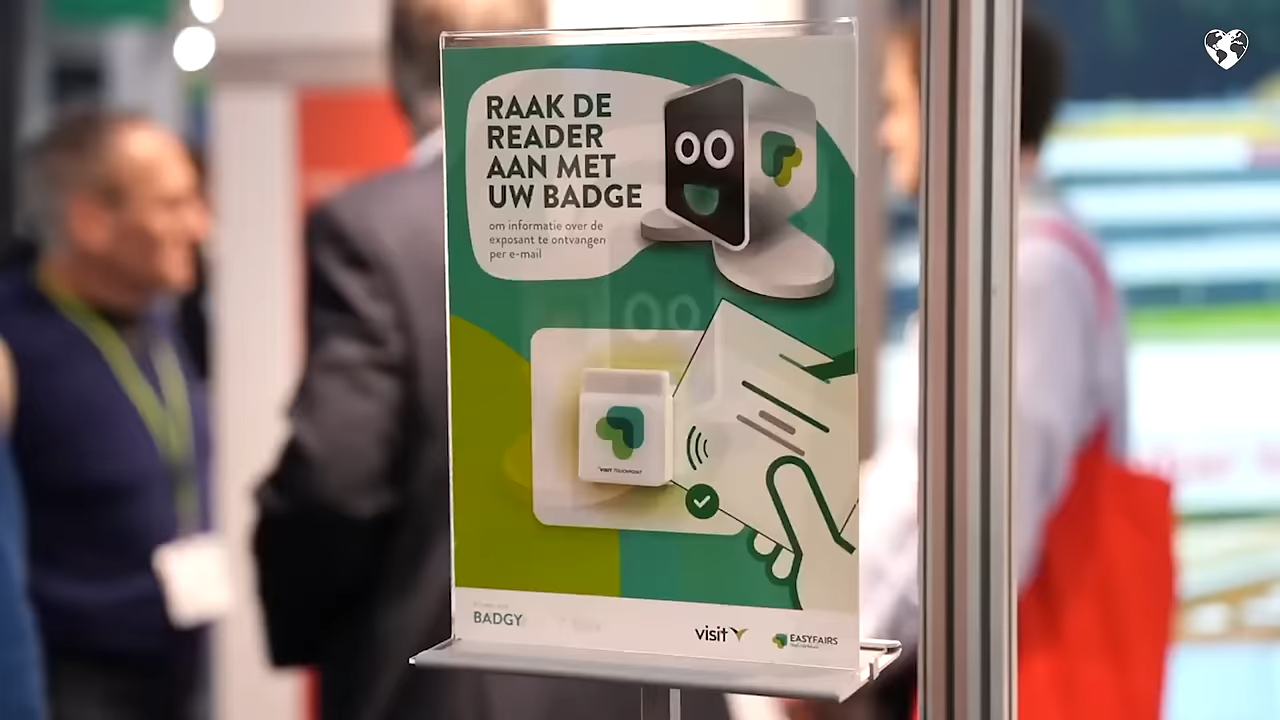 RAAK DE
READER
AAN MET
UW BADGE
om informatie over de
exposant te ontvangen
per e-mail
VISIT TOUCHPOINT
BADGY
visit
EASYFAIRS